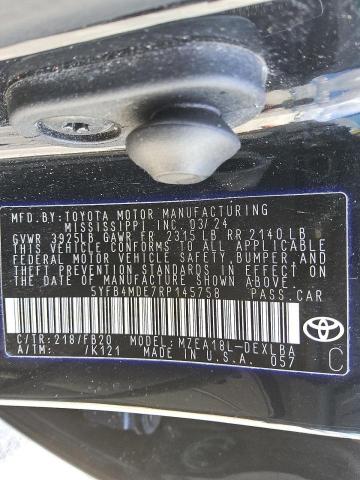 MFD. BY: TOYOTA MOTOR MANUFACTURING
MISSISSIPPI, INC. 03/24
GVWR 3925LB GAWR FR 2315LB RR 2140LB
THIS VEHICLE CONFORMS TO ALL APPLICABLE
FEDERAL MOTOR VEHICLE SAFETY, BUMPER, AND THEFT
PREVENTION STANDARDS IN EFFECT ON THE
DATE OF MANUFACTURE SHOWN ABOVE.
5YFB4MDE7RP145758 PASS. CAR
C/TR: 218/FB20 MZEA18L-DEXLBA
A/TM: /K121 MADE IN U.S.A. 057
TOYOTA
C